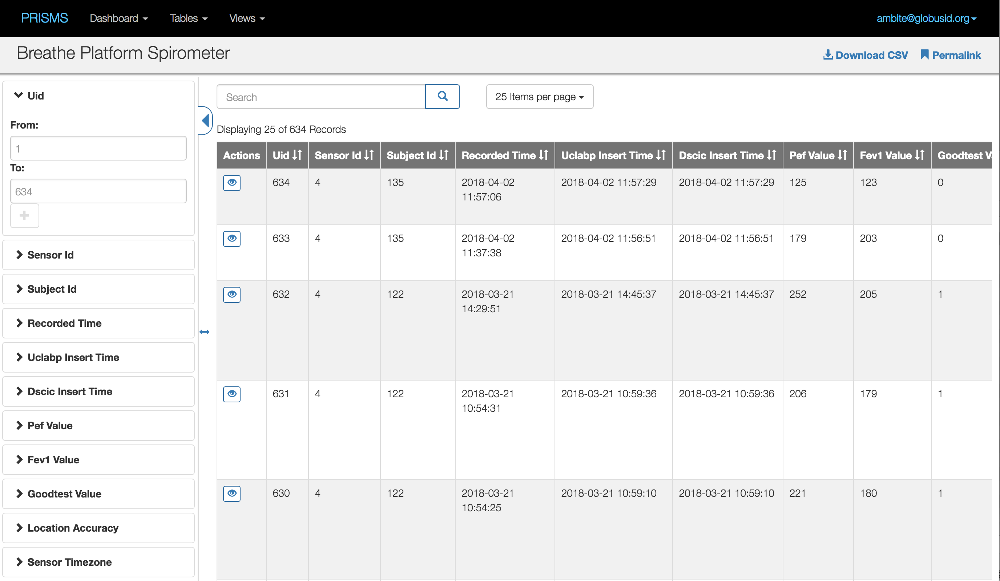 PRISMS Dashboard Tables Views ambite@globusid.org
Breathe Platform Spirometer Download CSV Permalink
Uid
From:
1
To:
634
Sensor Id
Subject Id
Recorded Time
Uclabp Insert Time
Dscic Insert Time
Pef Value
Fev1 Value
Goodtest Value
Location Accuracy
Sensor Timezone
Search 25 Items per page
Displaying 25 of 634 Records
Actions Uid Sensor Id Subject Id Recorded Time Uclabp Insert Time Dscic Insert Time Pef Value Fev1 Value Goodtest
634 4 135 2018-04-02 2018-04-02 11:57:29 2018-04-02 11:57:29 125 123 0
11:57:06
633 4 135 2018-04-02 2018-04-02 11:56:51 2018-04-02 11:56:51 179 203 0
11:37:38
632 4 122 2018-03-21 2018-03-21 14:45:37 2018-03-21 14:45:37 252 205 1
14:29:51
631 4 122 2018-03-21 2018-03-21 10:59:36 2018-03-21 10:59:36 206 179 1
10:54:31
630 4 122 2018-03-21 2018-03-21 10:59:10 2018-03-21 10:59:10 221 180 1
10:54:25